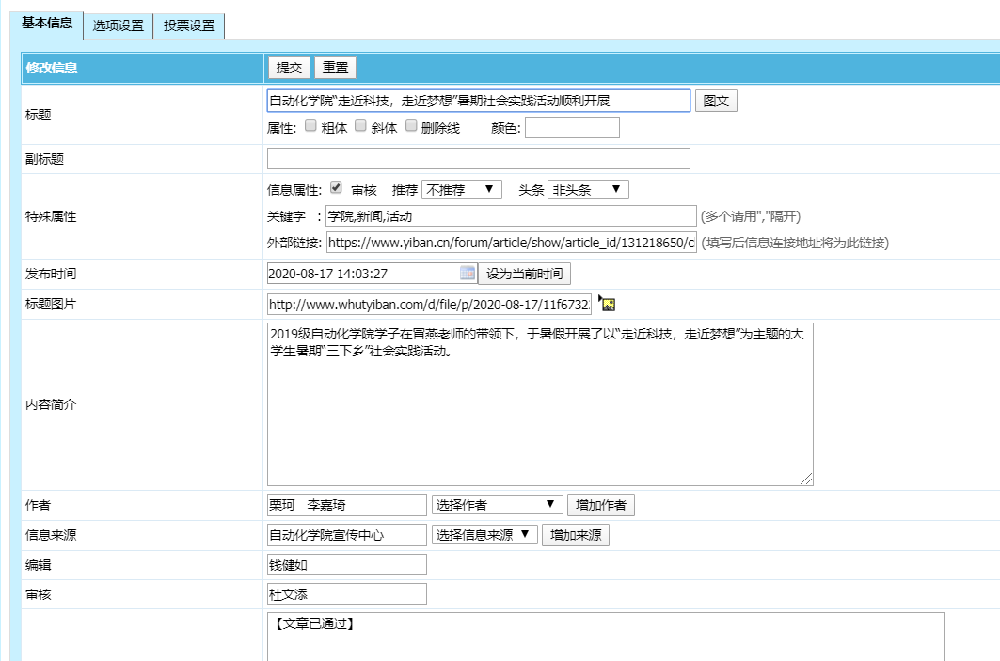 基本信息 选项设置 投票设置
修改信息 提交 重置
标题 自动化学院“走近科技，走近梦想”暑期社会实践活动顺利开展 图文
属性: 粗体 斜体 删除线 颜色:
副标题
信息属性: 审核 推荐 不推荐 头条 非头条
特殊属性 关键字 : 学院,新闻,活动 (多个请用","隔开)
外部链接: https://www.yiban.cn/forum/article/show/article_id/131218650/c (填写后信息连接地址将为此链接)
发布时间 2020-08-17 14:03:27 设为当前时间
标题图片 http://www.whutyiban.com/d/file/p/2020-08-17/11f6732
2019级自动化学院学子在冒燕老师的带领下，于暑假开展了以“走近科技，走近梦想”为主题的大
学生暑期“三下乡”社会实践活动。
内容简介
作者 栗珂 李嘉琦 选择作者 增加作者
信息来源 自动化学院宣传中心 选择信息来源 增加来源
编辑 钱健如
审核 杜文添
【文章已通过】